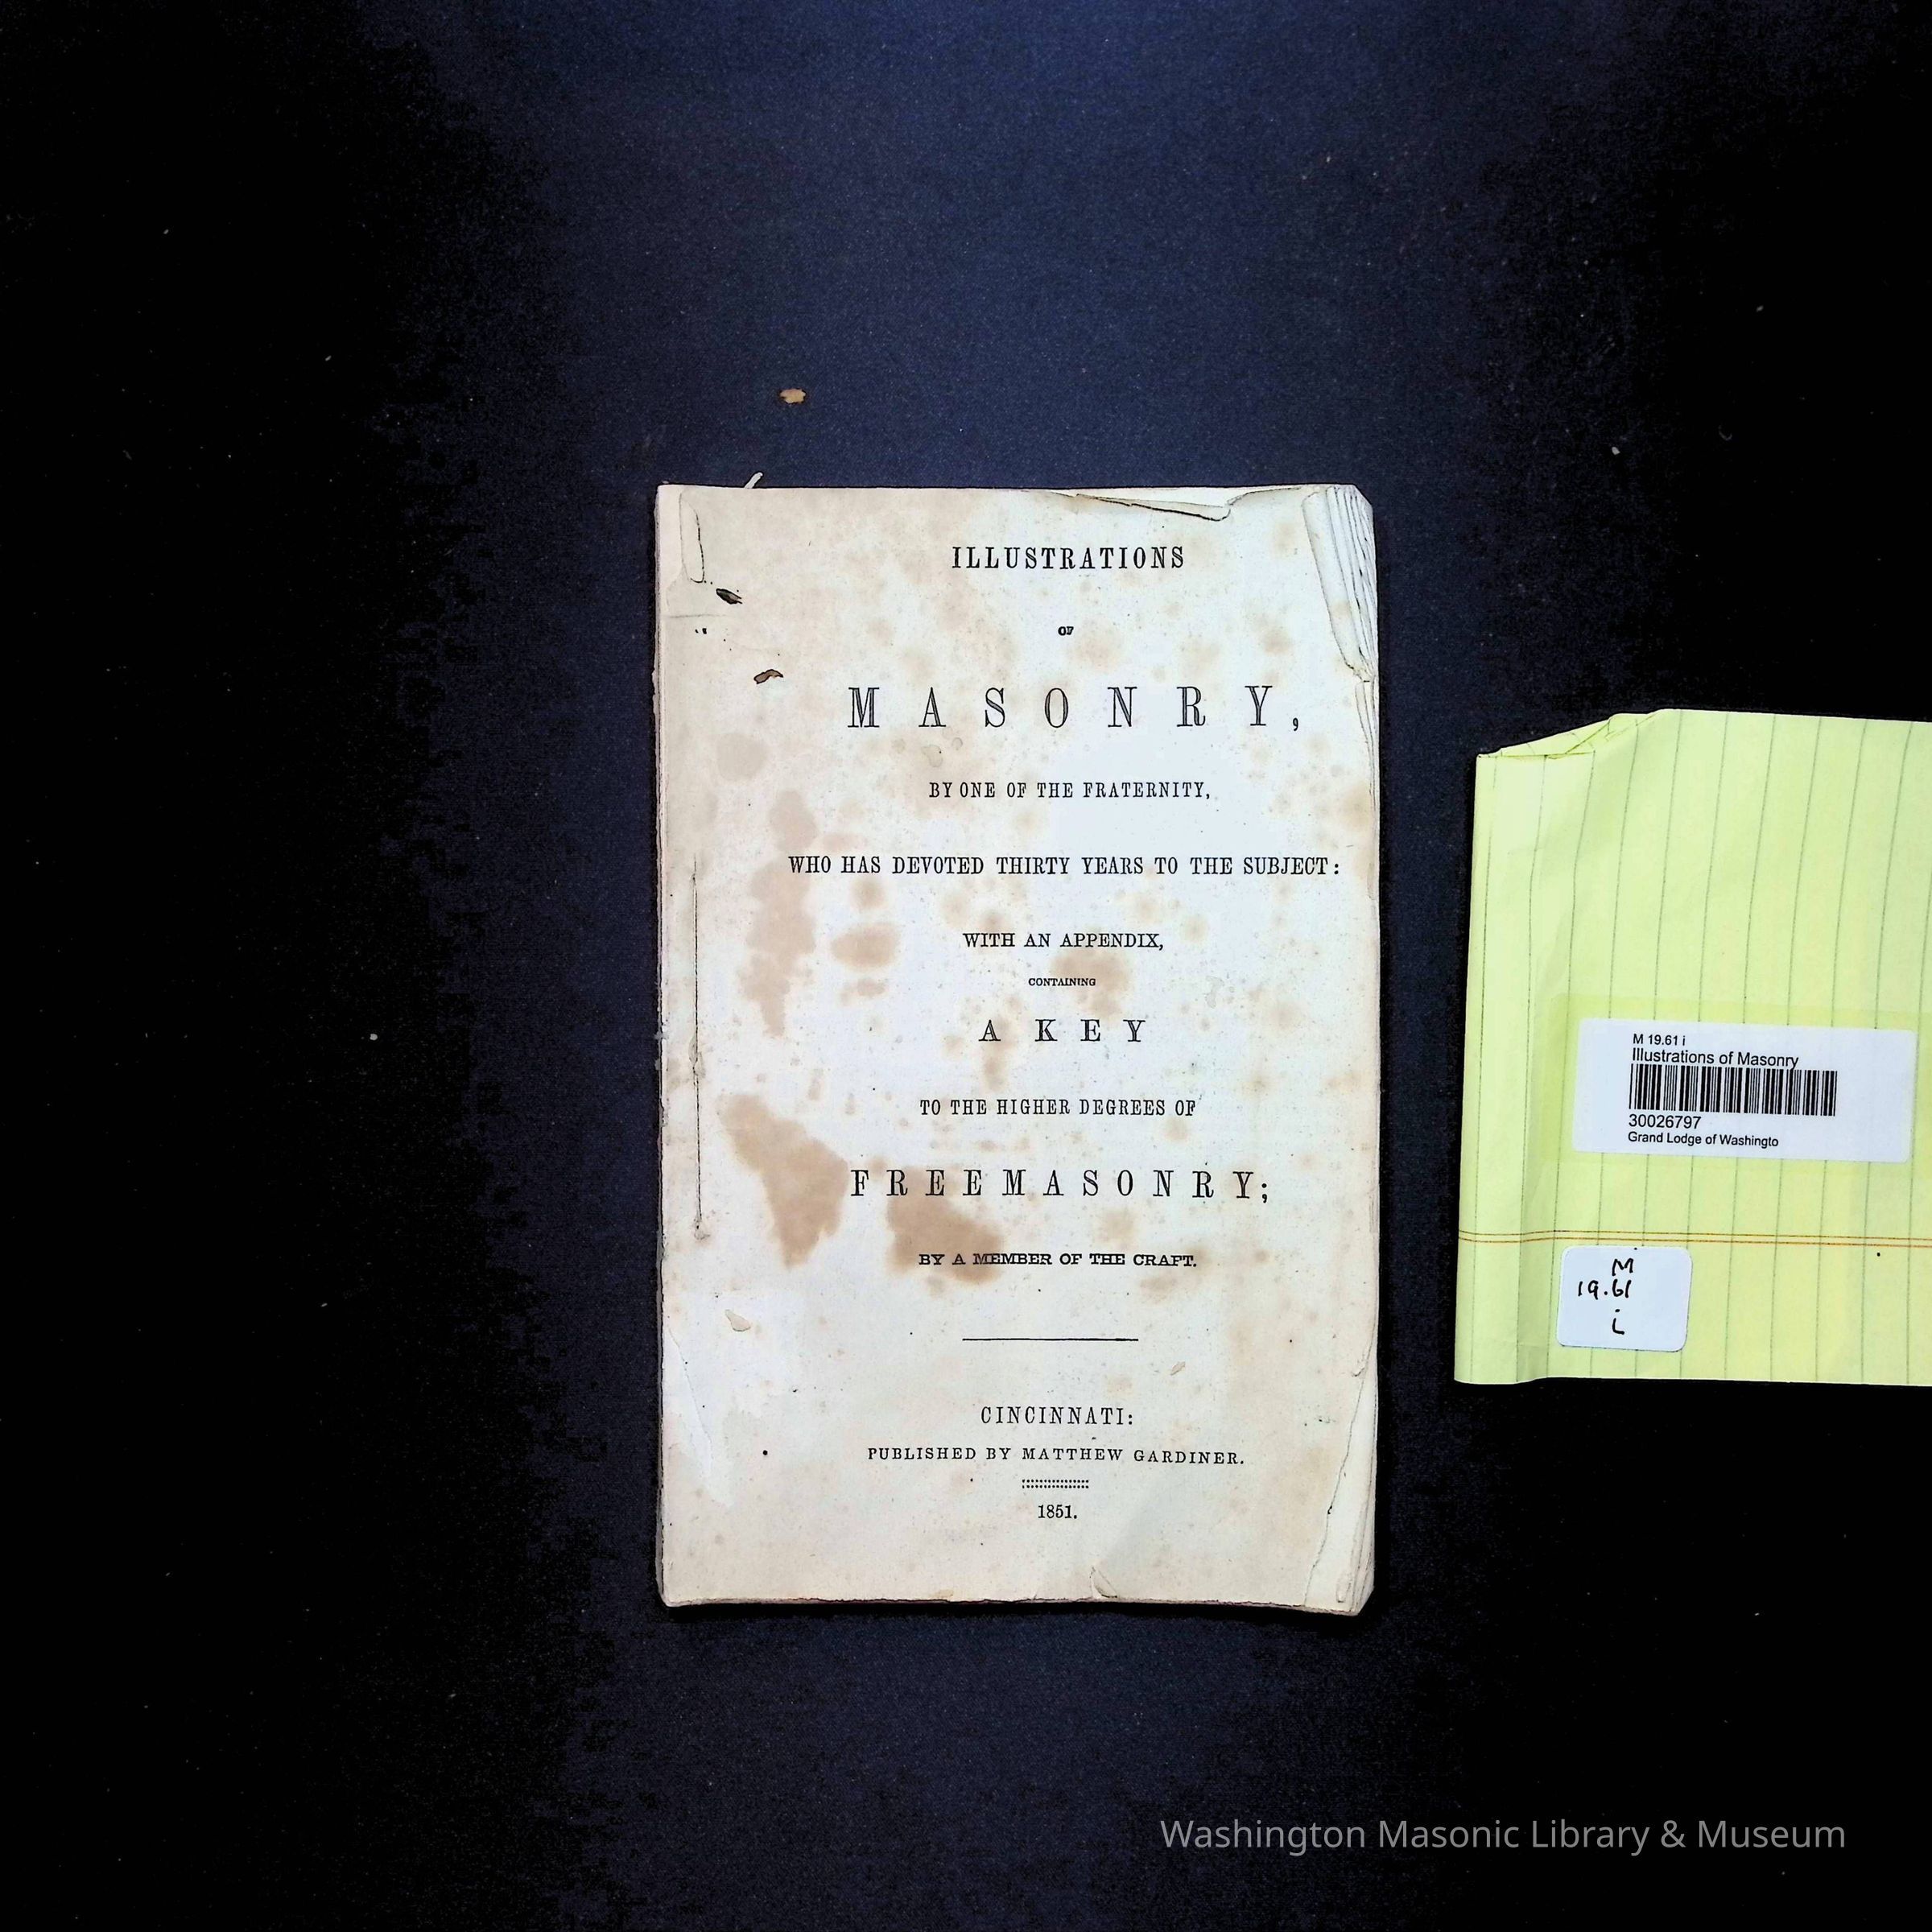 ILLUSTRATIONS
OF
MASONRY,
BY ONE OF THE FRATERNITY,
WHO HAS DEVOTED THIRTY YEARS TO THE SUBJECT:
WITH AN APPENDIX,
CONTAINING
A KEY
TO THE HIGHER DEGREES OF
FREEMASONRY;
BY A MEMBER OF THE CRAFT.
CINCINNATI:
PUBLISHED BY MATTHEW GARDINER.
1851.
M 19.61 i
Illustrations of Masonry
30026797
Grand Lodge of Washingto
M
19.61
i
Washington Masonic Library & Museum